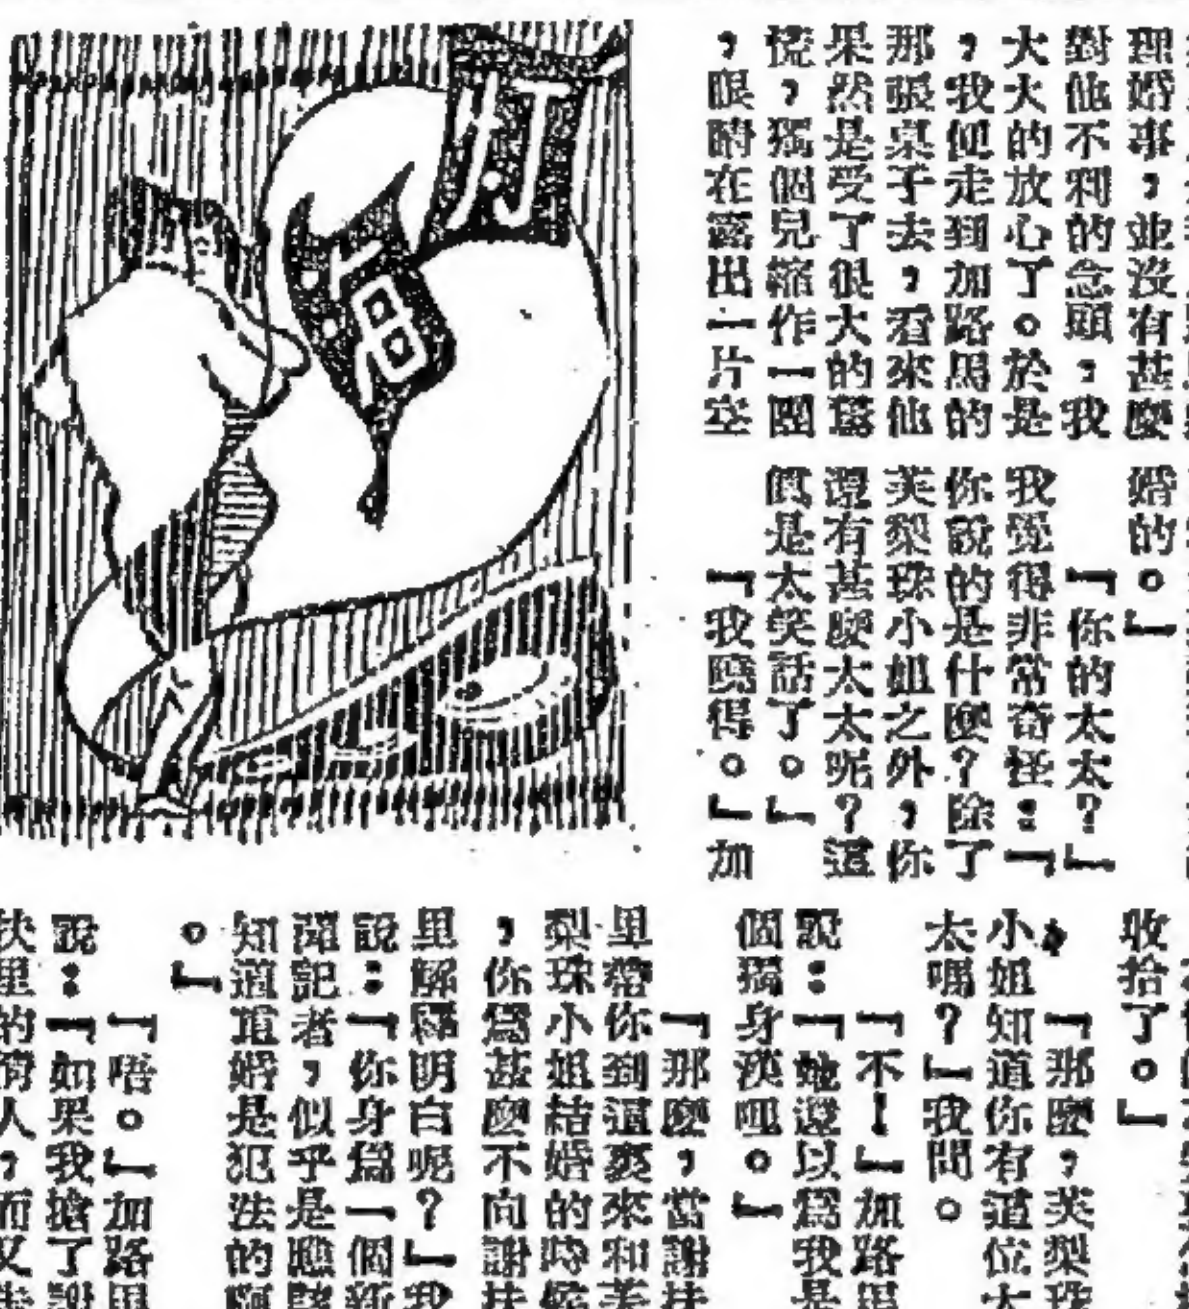 理婚事，並沒有甚麼
對他不利的念頭，我
大大的放心了。於是
，我便走到加路馬的
那張桌子去，看來他
果然是受了很大的驚
慌，獨個兒縮作一團
，眼睛在露出一片空
婚的。」
「你的太太？」
我覺得非常奇怪：「
你說的是什麼？除了
芙梨珠小姐之外，你
還有甚麼太太呢？這
真是太笑話了。」
「我曉得。」加
收拾了。」
「那麼，芙梨珠
小姐知道你有這位太
太嗎？」我問。
「不！」加路里
說：「她還以為我是
個獨身漢呢。」
「那麼，當謝扶
里帶你到這裏來和芙
梨珠小姐結婚的時候
，你為甚麼不向謝扶
里解釋明白呢？」我
說：「你身為一個新
聞記者，似乎是應該
知道重婚是犯法的啊
。」
「唔。」加路里
說：「如果我搶了謝
扶里的情人，而又失
打
海